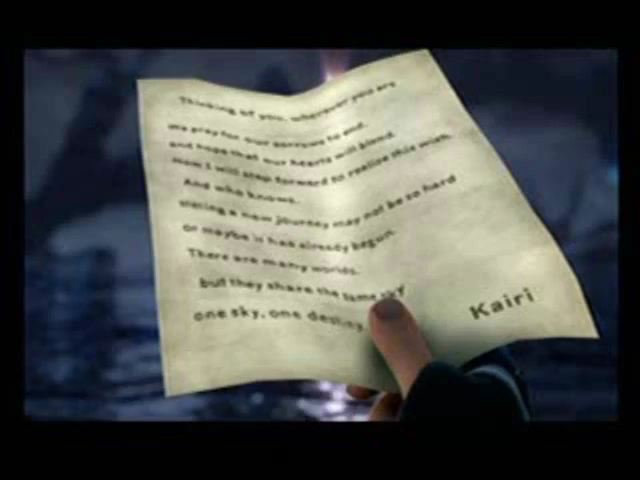 Thinking of you, wherever you are
We pray for our sorrows to end,
and hope that our hearts will blend.
Now I will step forward to realize this wish.
And who knows,
starting a new journey may not be so hard
or maybe it has already begun.
There are many worlds,
but they share the same sky
one sky, one destiny.
Kairi